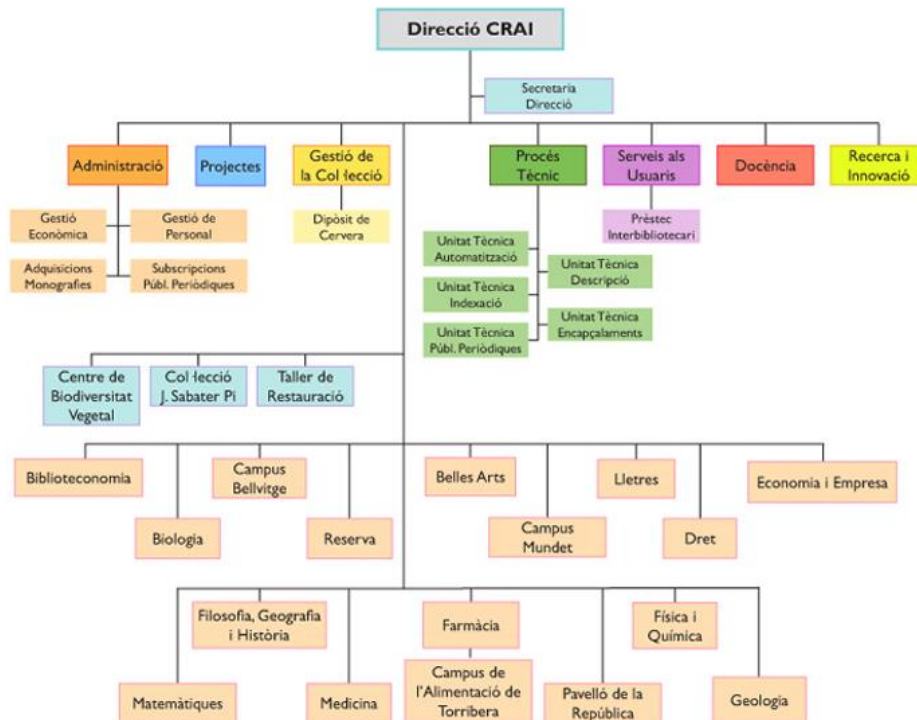 Direcció CRAI
Secretaria
Direcció
Administració
Projectes
Gestió de
la Col·lecció
Procés
Tècnic
Serveis als
Usuaris
Docència
Recerca i
Innovació
Gestió
Econòmica
Gestió de
Personal
Dipòsit de
Cervera
Prèstec
Interbibliotecari
Adquisicions
Monografies
Subscripcions
Públ. Periòdiques
Unitat Tècnica
Automatització
Unitat Tècnica
Descripció
Unitat Tècnica
Indexació
Unitat Tècnica
Encapçalaments
Unitat Tècnica
Públ. Periòdiques
Centre de
Biodiversitat
Vegetal
Col·lecció
J. Sabater Pi
Taller de
Restauració
Biblioteconomia
Campus
Bellvitge
Belles Arts
Lletres
Economia i Empresa
Biologia
Reserva
Campus
Mundet
Dret
Filosofia, Geografia
i Història
Farmàcia
Física i
Química
Matemàtiques
Medicina
Campus de
l'Alimentació de
Torribera
Pavelló de la
República
Geologia